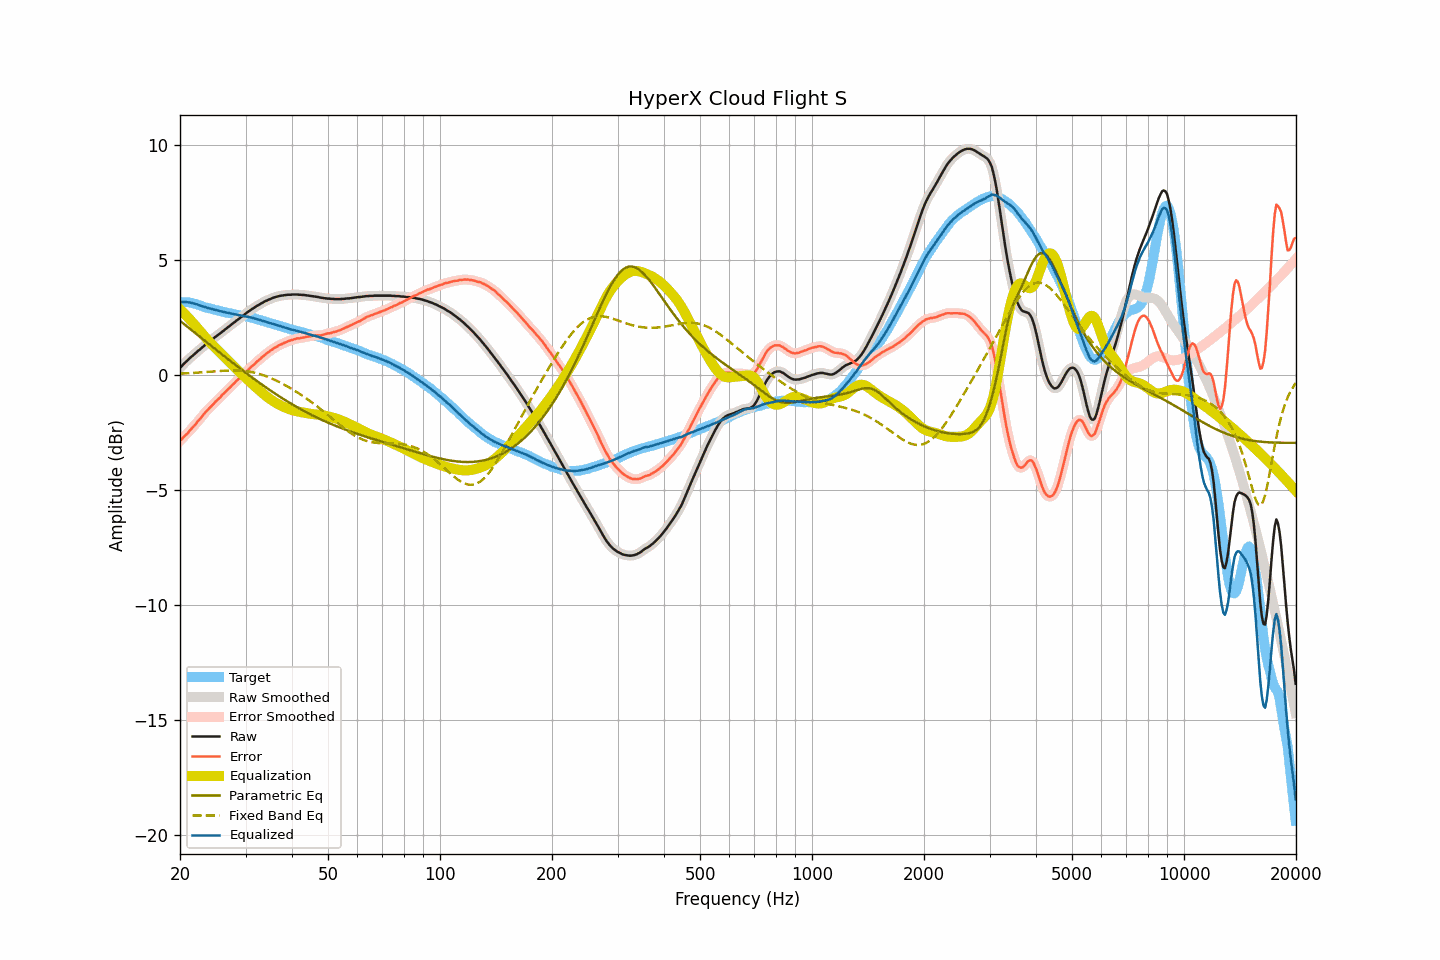 HyperX Cloud Flight S
10
5
0
−5
−10
−15
−20
Amplitude (dBr)
Target
Raw Smoothed
Error Smoothed
Raw
Error
Equalization
Parametric Eq
Fixed Band Eq
Equalized
20 50 100 200 500 1000 2000 5000 10000 20000
Frequency (Hz)